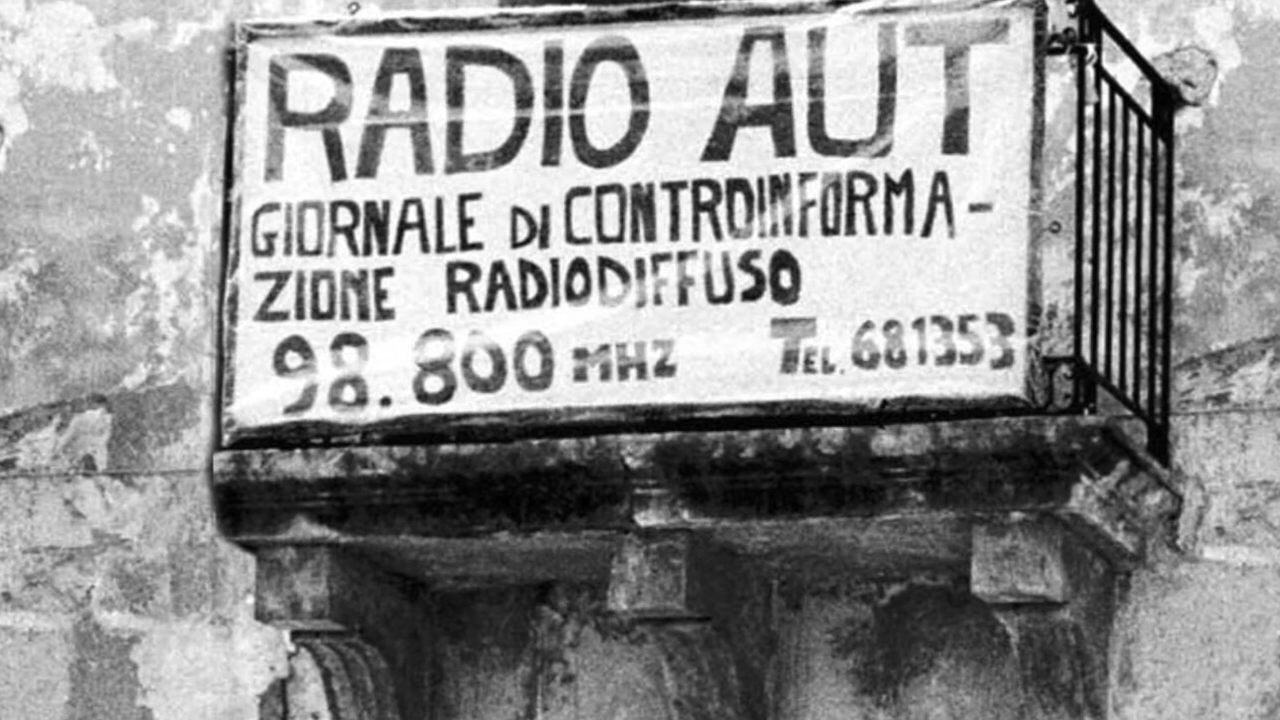 RADIO AUT
GIORNALE DI CONTROINFORMA-
ZIONE RADIODIFFUSO
98.800 MHZ TEL. 681353